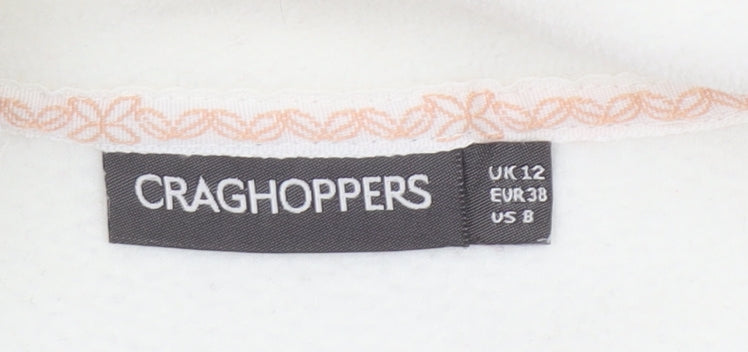 CRAGHOPPERS
UK 12
EUR 38
US 8